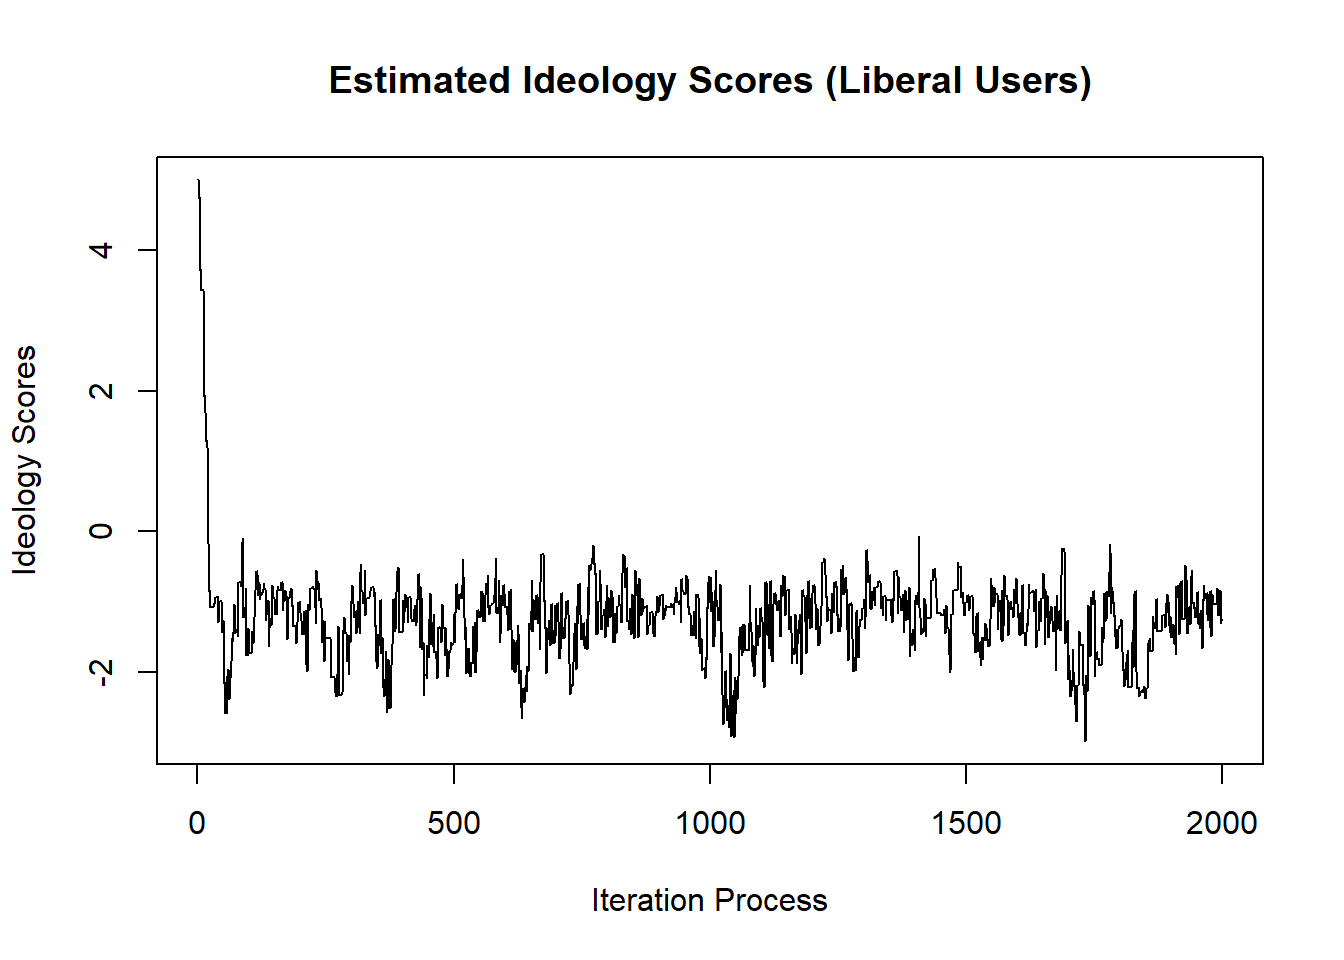 Estimated Ideology Scores (Liberal Users)
Ideology Scores
4
2
0
-2
0 500 1000 1500 2000
Iteration Process